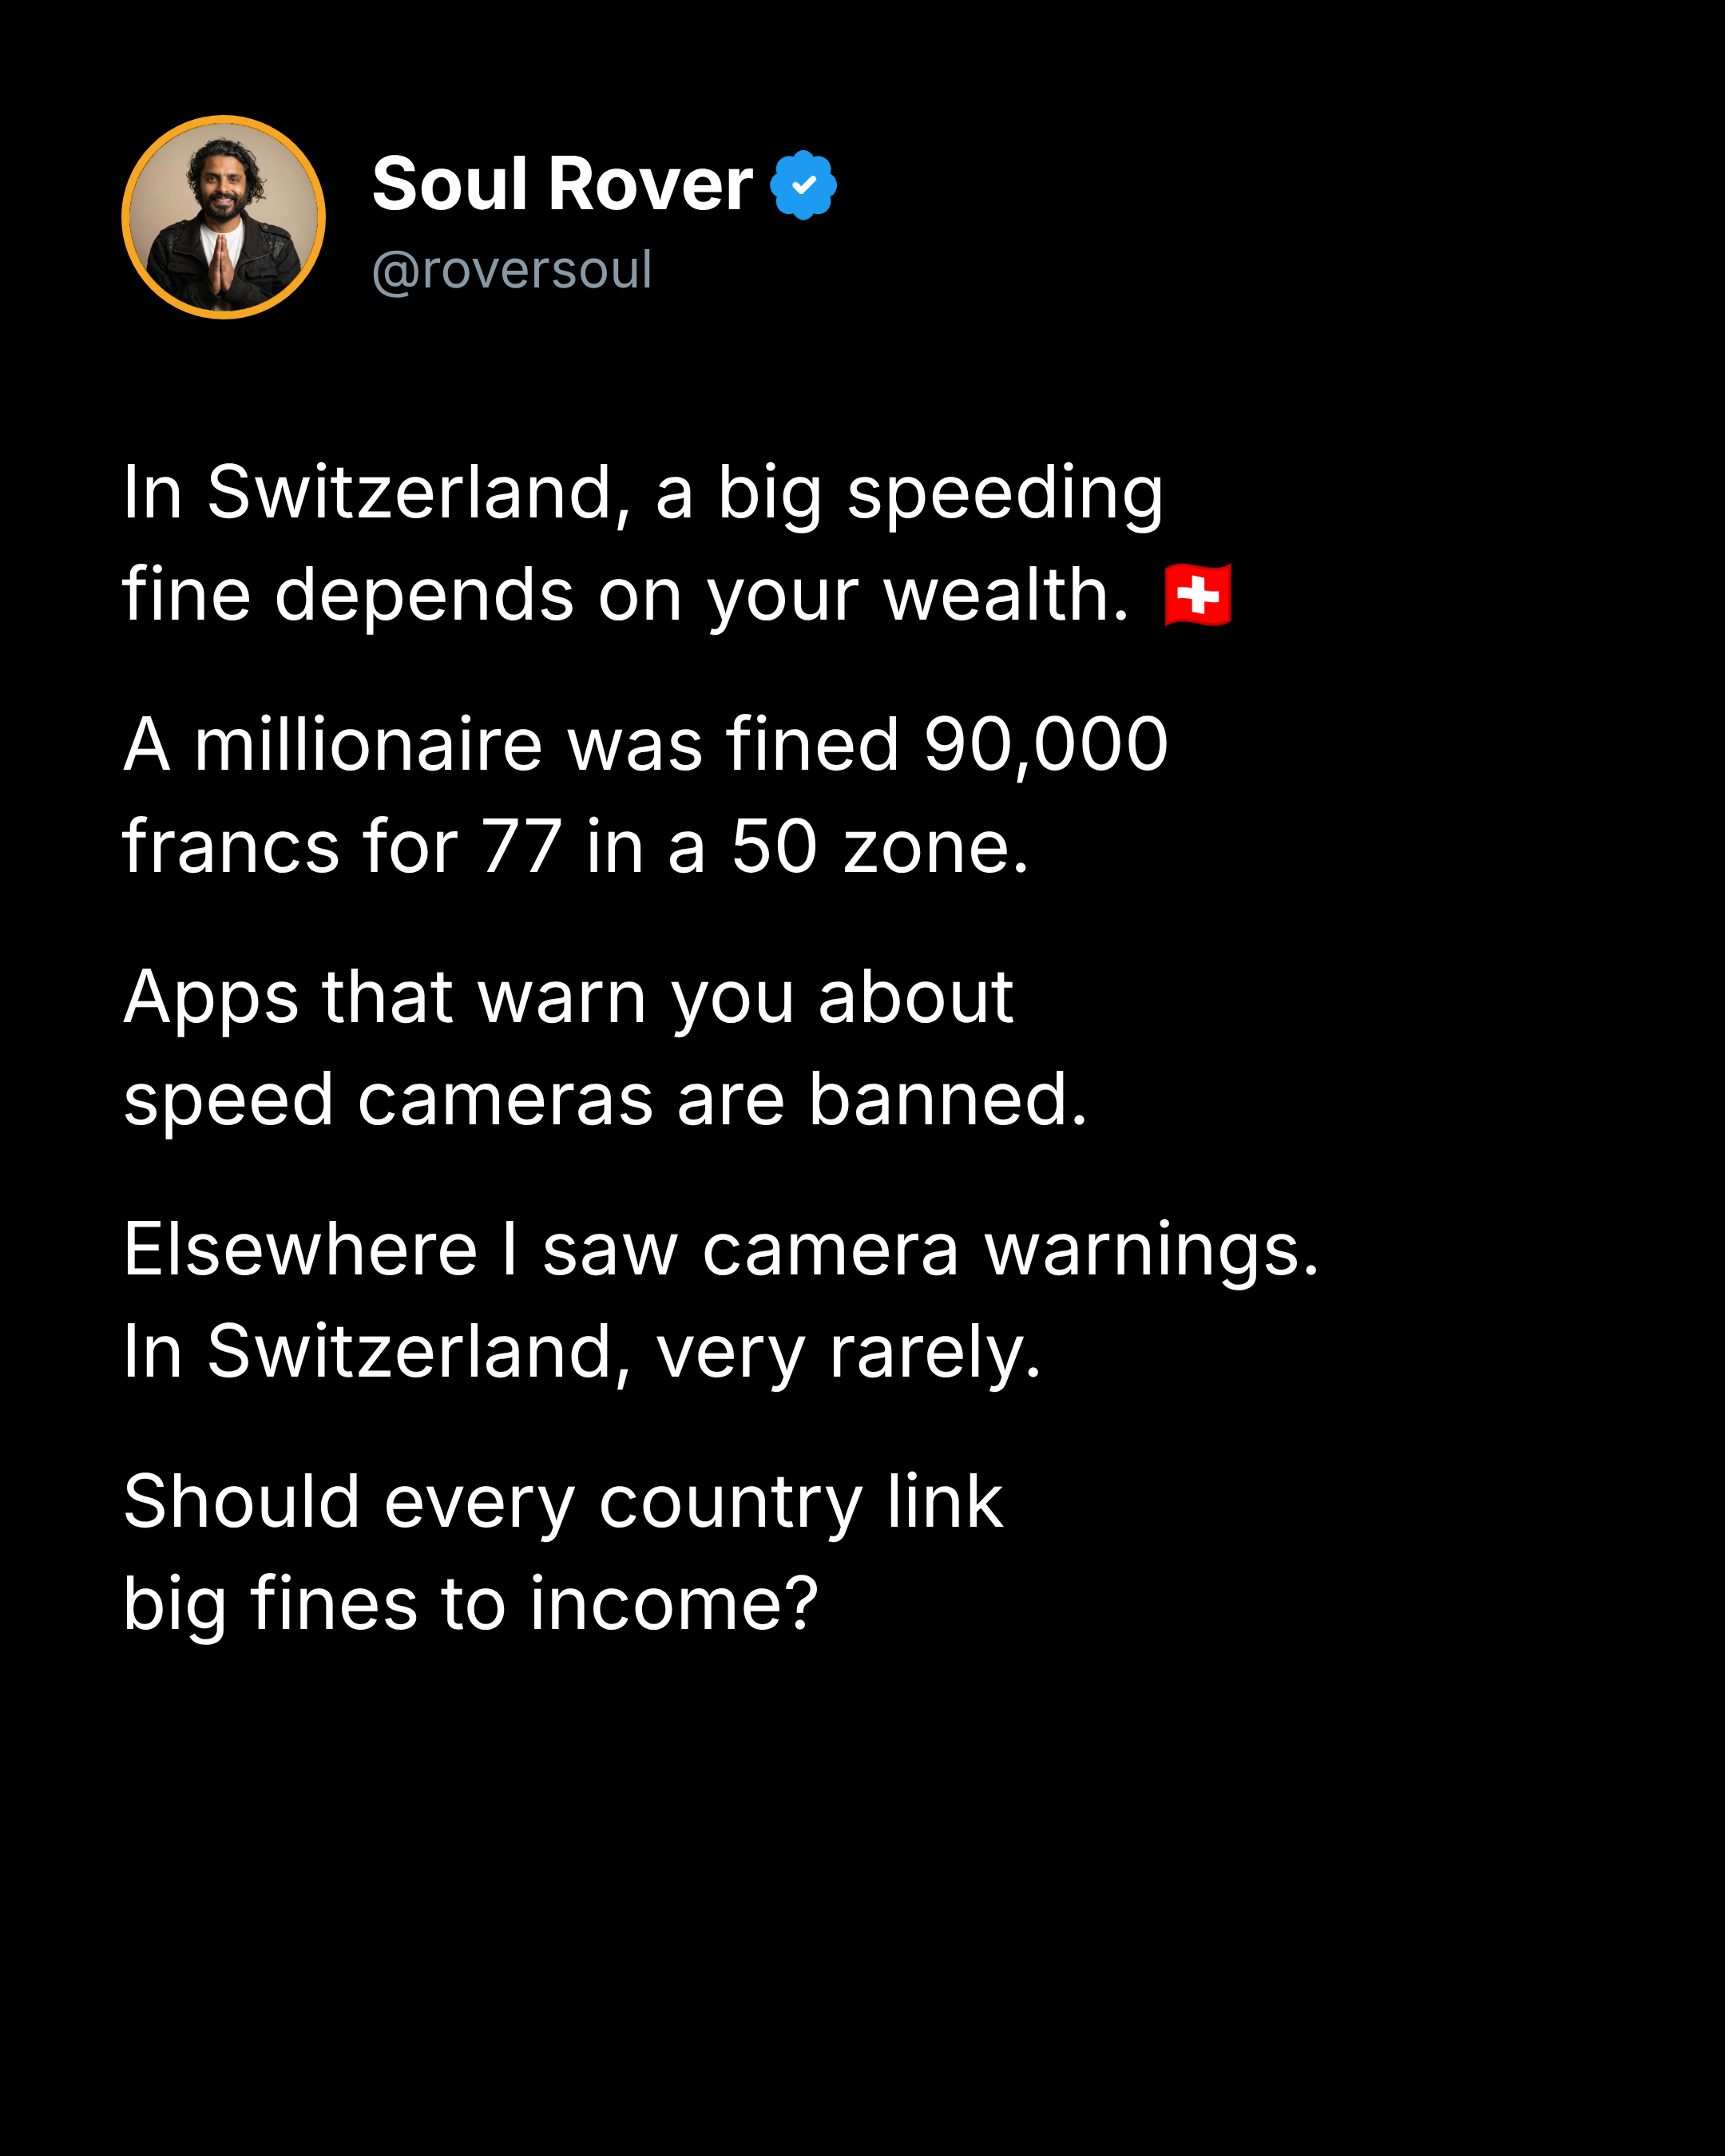 Soul Rover
@roversoul
In Switzerland, a big speeding
fine depends on your wealth. 🇨🇭
A millionaire was fined 90,000
francs for 77 in a 50 zone.
Apps that warn you about
speed cameras are banned.
Elsewhere I saw camera warnings.
In Switzerland, very rarely.
Should every country link
big fines to income?